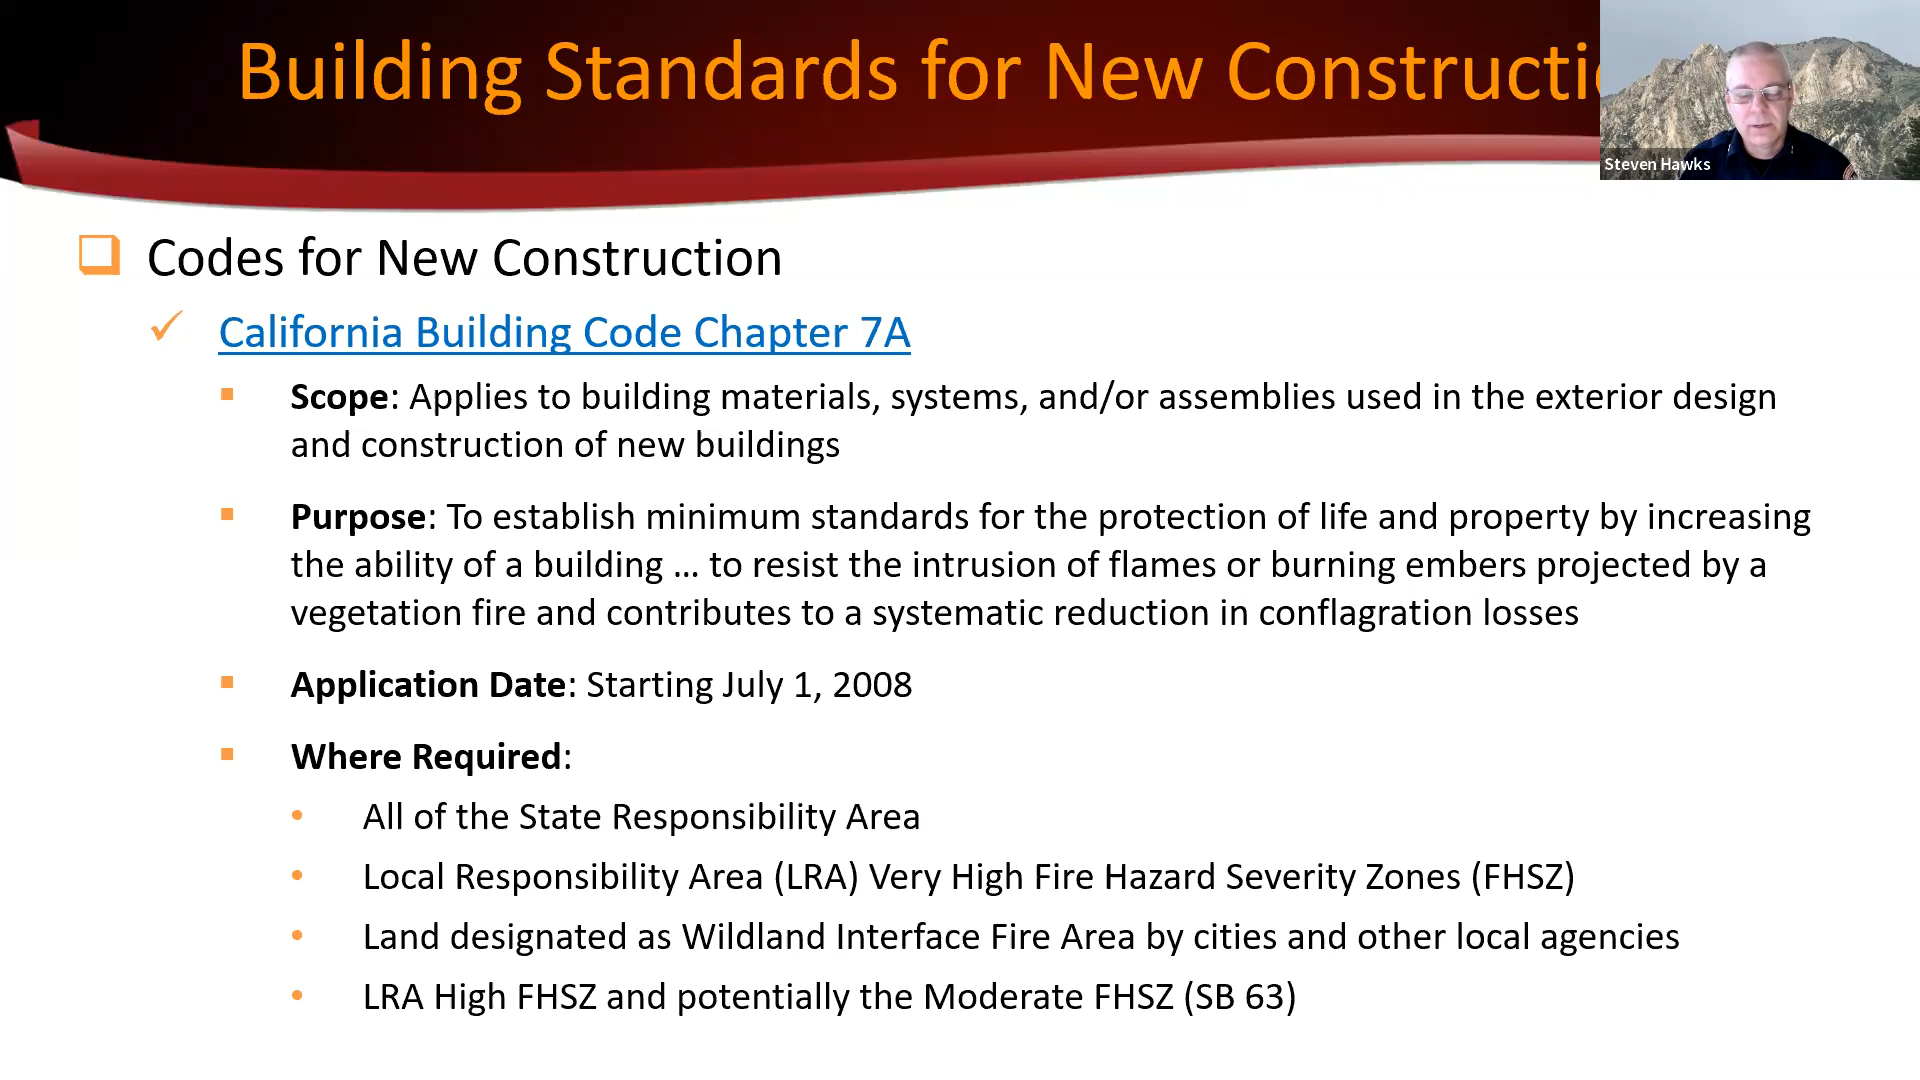 Building Standards for New Constructi
Steven Hawks
Codes for New Construction
California Building Code Chapter 7A
Scope: Applies to building materials, systems, and/or assemblies used in the exterior design
and construction of new buildings
Purpose: To establish minimum standards for the protection of life and property by increasing
the ability of a building … to resist the intrusion of flames or burning embers projected by a
vegetation fire and contributes to a systematic reduction in conflagration losses
Application Date: Starting July 1, 2008
Where Required:
All of the State Responsibility Area
Local Responsibility Area (LRA) Very High Fire Hazard Severity Zones (FHSZ)
Land designated as Wildland Interface Fire Area by cities and other local agencies
LRA High FHSZ and potentially the Moderate FHSZ (SB 63)